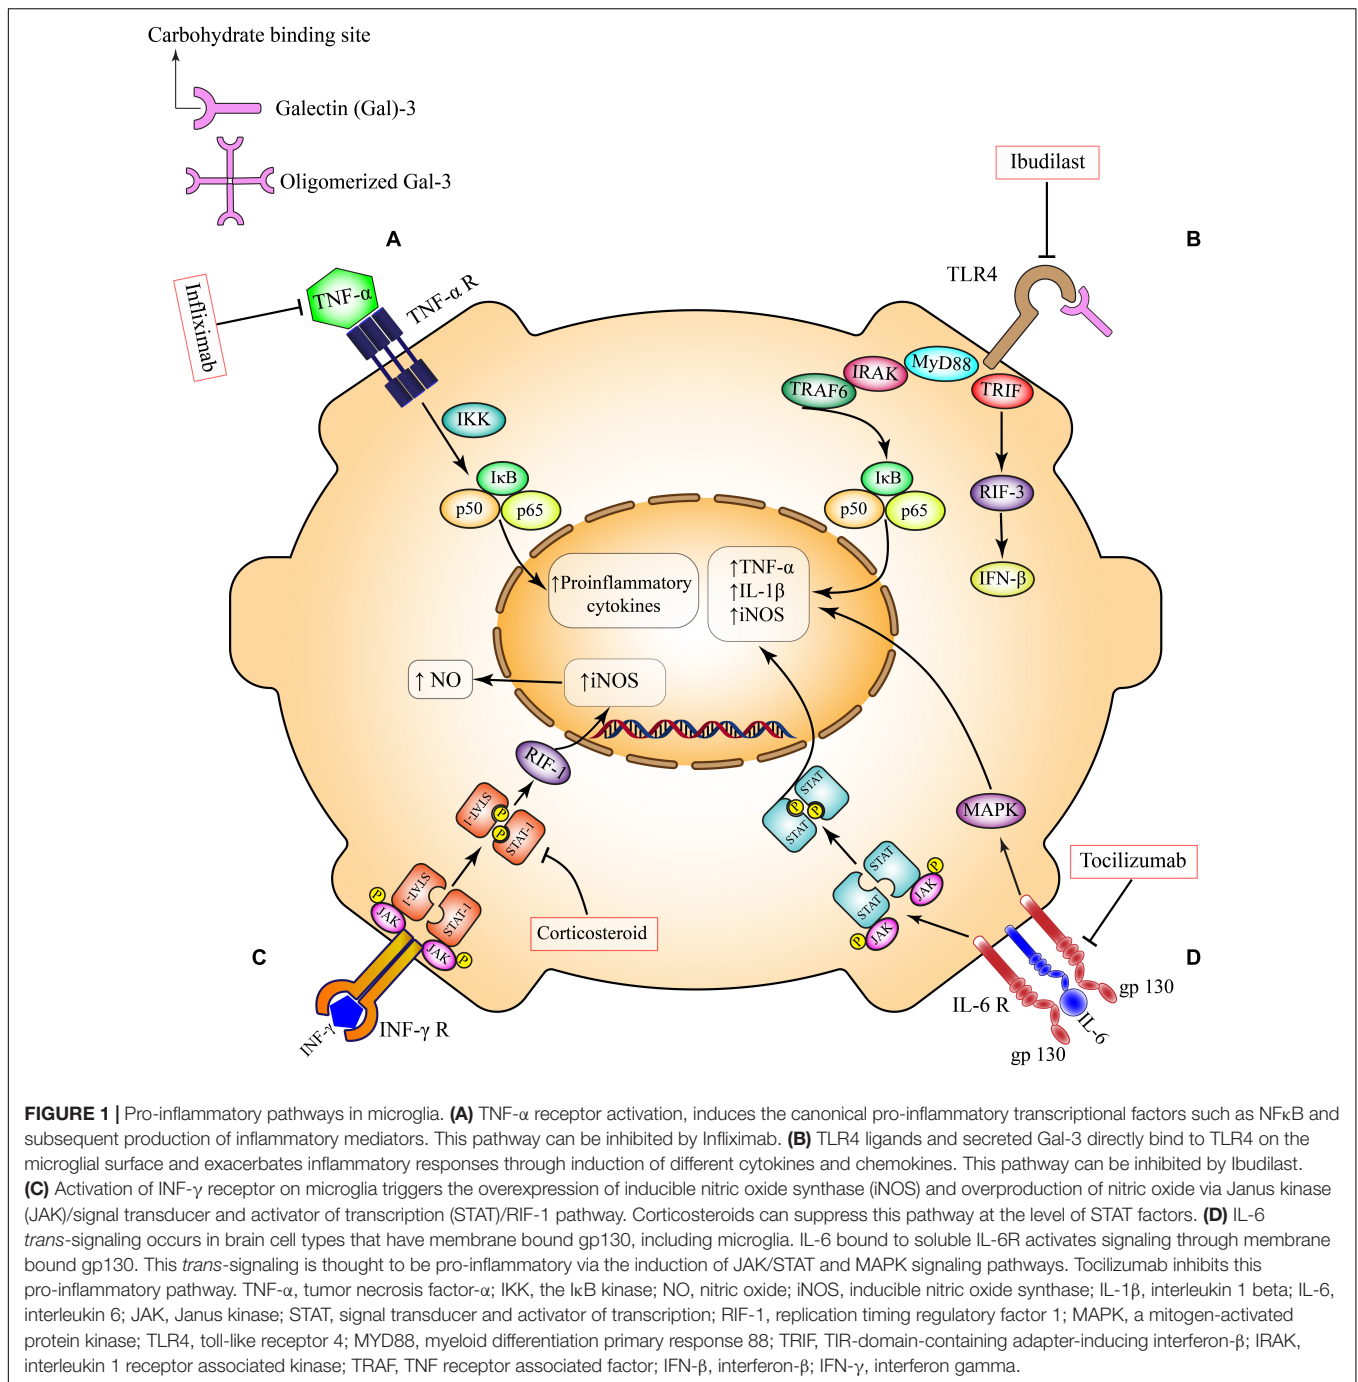 Carbohydrate binding site
Galectin (Gal)-3
Oligomerized Gal-3
Ibudilast
A
B
TLR4
Infliximab
TNF-α
TNF-α R
MyD88
IRAK
TRAF6
TRIF
IKK
IκB
p50
p65
IκB
p50
p65
RIF-3
IFN-β
↑Proinflammatory
cytokines
↑TNF-α
↑IL-1β
↑iNOS
↑ NO
↑iNOS
RIF-1
STAT-1
P
P
STAT-1
STAT
P
P
STAT
MAPK
Tocilizumab
STAT-1
STAT-1
P
JAK
JAK
P
Corticosteroid
STAT
STAT
P
JAK
P
JAK
C
D
INF-γ
INF-γ R
IL-6 R
gp 130
IL-6
gp 130
FIGURE 1 | Pro-inflammatory pathways in microglia. (A) TNF-α receptor activation, induces the canonical pro-inflammatory transcriptional factors such as NFκB and
subsequent production of inflammatory mediators. This pathway can be inhibited by Infliximab. (B) TLR4 ligands and secreted Gal-3 directly bind to TLR4 on the
microglial surface and exacerbates inflammatory responses through induction of different cytokines and chemokines. This pathway can be inhibited by Ibudilast.
(C) Activation of INF-γ receptor on microglia triggers the overexpression of inducible nitric oxide synthase (iNOS) and overproduction of nitric oxide via Janus kinase
(JAK)/signal transducer and activator of transcription (STAT)/RIF-1 pathway. Corticosteroids can suppress this pathway at the level of STAT factors. (D) IL-6
trans-signaling occurs in brain cell types that have membrane bound gp130, including microglia. IL-6 bound to soluble IL-6R activates signaling through membrane
bound gp130. This trans-signaling is thought to be pro-inflammatory via the induction of JAK/STAT and MAPK signaling pathways. Tocilizumab inhibits this
pro-inflammatory pathway. TNF-α, tumor necrosis factor-α; IKK, the IκB kinase; NO, nitric oxide; iNOS, inducible nitric oxide synthase; IL-1β, interleukin 1 beta; IL-6,
interleukin 6; JAK, Janus kinase; STAT, signal transducer and activator of transcription; RIF-1, replication timing regulatory factor 1; MAPK, a mitogen-activated
protein kinase; TLR4, toll-like receptor 4; MYD88, myeloid differentiation primary response 88; TRIF, TIR-domain-containing adapter-inducing interferon-β; IRAK,
interleukin 1 receptor associated kinase; TRAF, TNF receptor associated factor; IFN-β, interferon-β; IFN-γ, interferon gamma.